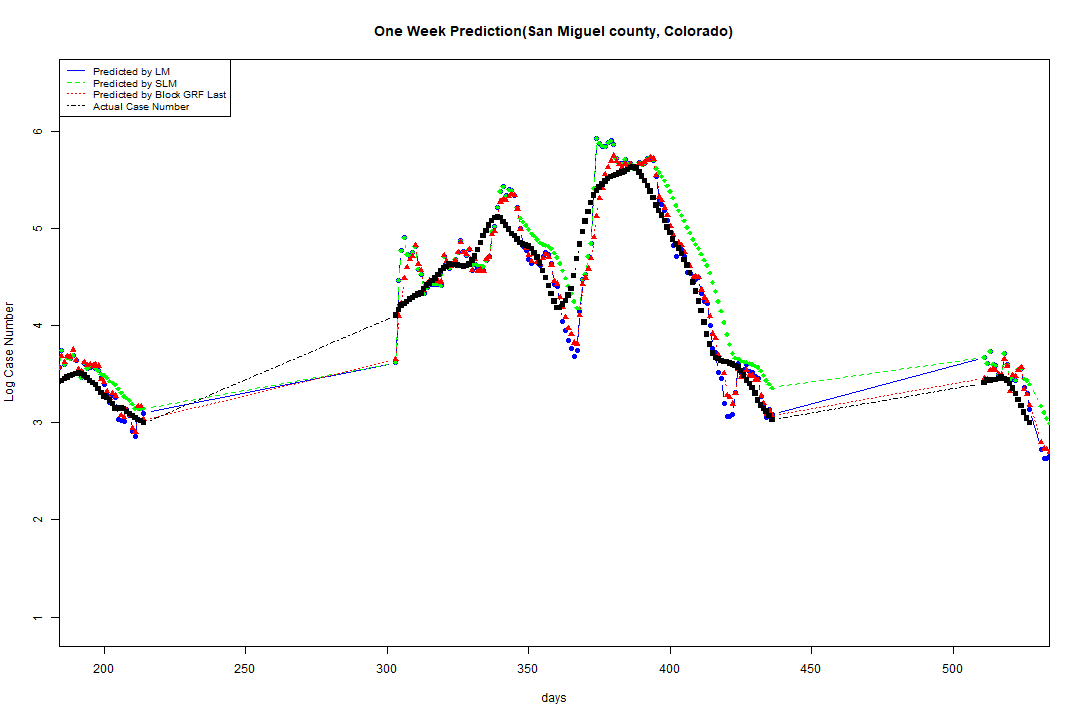 One Week Prediction(San Miguel county, Colorado)
Predicted by LM
Predicted by SLM
Predicted by Block GRF Last
Actual Case Number
6
5
4
3
2
1
Log Case Number
200 250 300 350 400 450 500
days